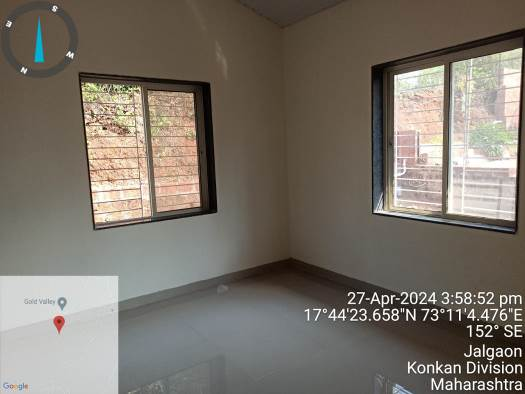 S
E
W
N
Gold Valley
Google
27-Apr-2024 3:58:52 pm
17°44'23.658"N 73°11'4.476"E
152° SE
Jalgaon
Konkan Division
Maharashtra